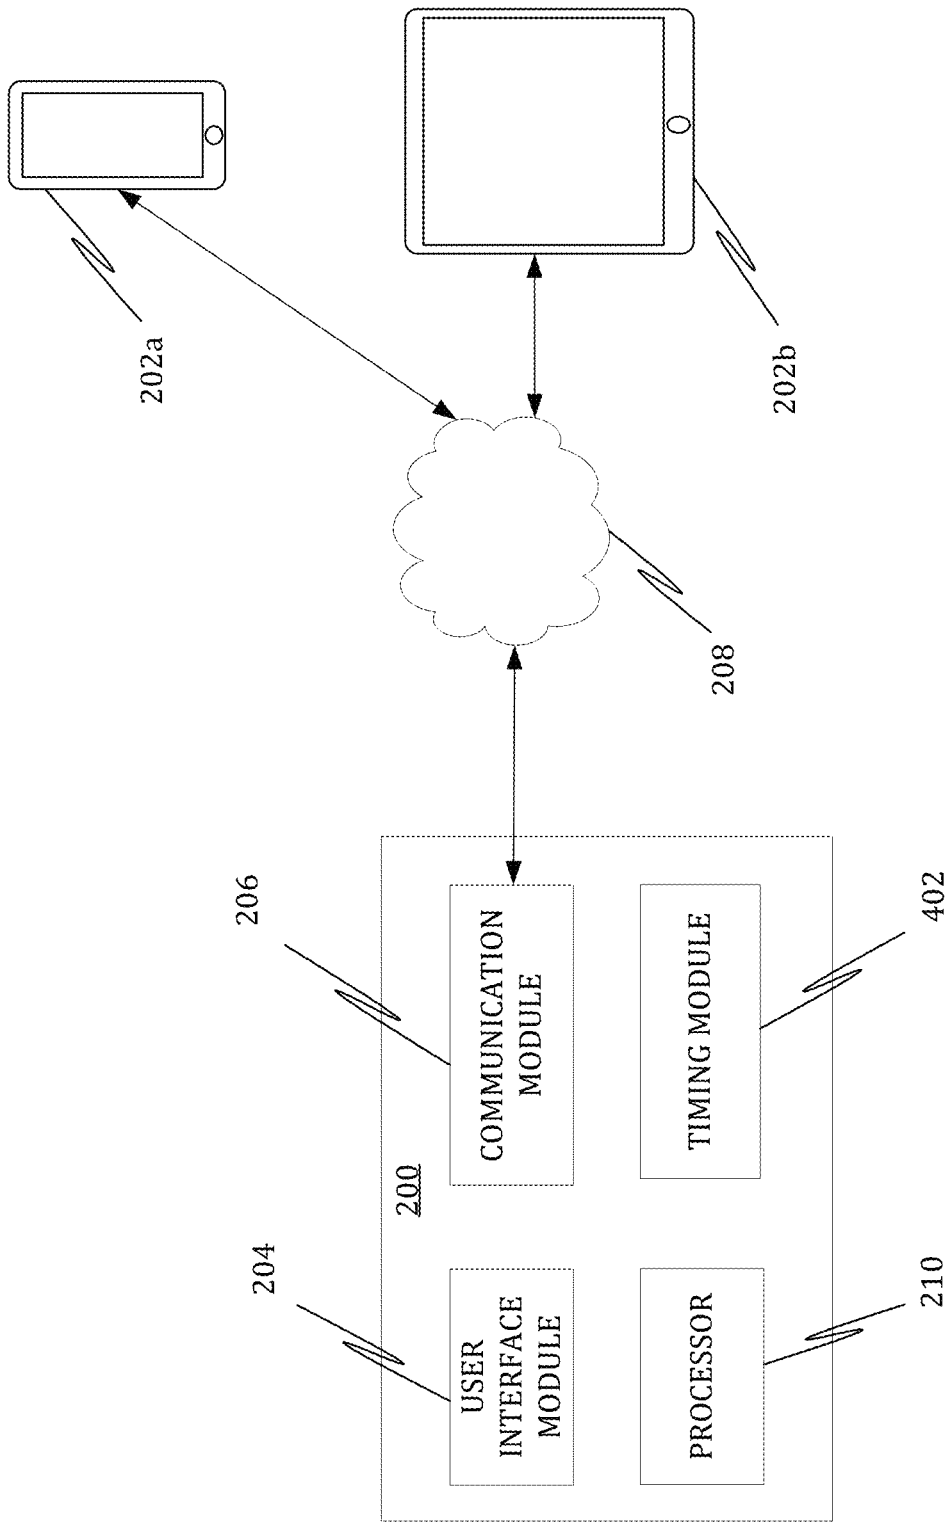 204
206
200
USER
INTERFACE
MODULE
COMMUNICATION
MODULE
PROCESSOR
TIMING MODULE
210
402
208
202a
202b